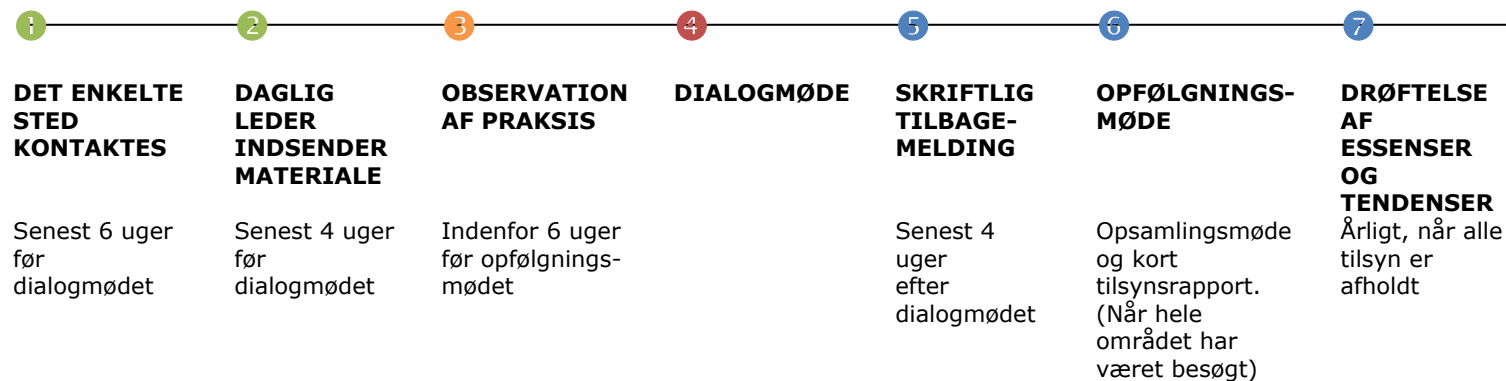 1
2
3
4
5
6
7
DET ENKELTE
STED
KONTAKTES
Senest 6 uger
før
dialogmødet
DAGLIG
LEDER
INDSENDER
MATERIALE
Senest 4 uger
før
dialogmødet
OBSERVATION
AF PRAKSIS
Indenfor 6 uger
før opfølgnings-
mødet
DIALOGMØDE
SKRIFTLIG
TILBAGE-
MELDING
Senest 4
uger
efter
dialogmødet
OPFØLGNINGS-
MØDE
Opsamlingsmøde
og kort
tilsynsrapport.
(Når hele
området har
været besøgt)
DRØFTELSE
AF
ESSENSER
OG
TENDENSER
Årligt, når alle
tilsyn er
afholdt